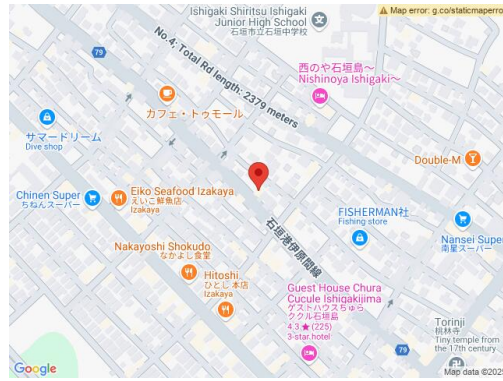 Map error: g.co/staticmaperro
Ishigaki Shiritsu Ishigaki
Junior High School
石垣市立石垣中学校
No.4; Total Rd length: 2379 meters
79
西のや石垣島〜
Nishinoya Ishigaki〜
カフェ・トゥモール
サマードリーム
Dive shop
Double-M
Chinen Super
ちねんスーパー
Eiko Seafood Izakaya
えいこ鮮魚店
Izakaya
石垣港伊原間線
FISHERMAN社
Fishing store
Nansei Super
南星スーパー
Nakayoshi Shokudo
なかよし食堂
Hitoshi
ひとし 本店
Izakaya
Guest House Chura
Cucule Ishigakijima
ゲストハウスちゅら
ククル石垣島
4.3★(225)
3-star hotel
Torinji
桃林寺
Tiny temple from
the 17th century
79
Google
Map data ©2025